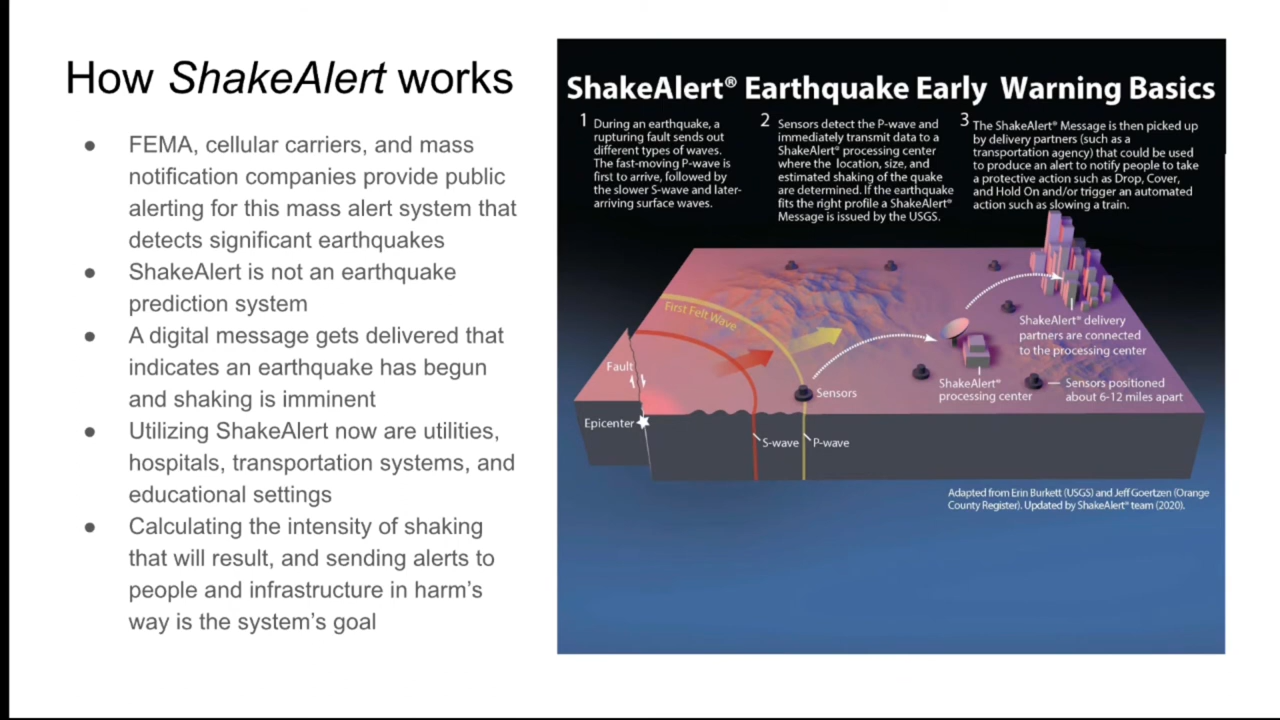 How ShakeAlert works
● FEMA, cellular carriers, and mass
notification companies provide public
alerting for this mass alert system that
detects significant earthquakes
● ShakeAlert is not an earthquake
prediction system
● A digital message gets delivered that
indicates an earthquake has begun
and shaking is imminent
● Utilizing ShakeAlert now are utilities,
hospitals, transportation systems, and
educational settings
● Calculating the intensity of shaking
that will result, and sending alerts to
people and infrastructure in harm's
way is the system's goal
ShakeAlert® Earthquake Early Warning Basics
1 During an earthquake, a
rupturing fault sends out
different types of waves.
The fast-moving P-wave is
first to arrive, followed by
the slower S-wave and later-
arriving surface waves.
2 Sensors detect the P-wave and
immediately transmit data to a
ShakeAlert® processing center
where the location, size, and
estimated shaking of the quake
are determined. If the earthquake
fits the right profile a ShakeAlert®
Message is issued by the USGS.
3 The ShakeAlert® Message is then picked up
by delivery partners (such as a
transportation agency) that could be used
to produce an alert to notify people to take
a protective action such as Drop, Cover,
and Hold On and/or trigger an automated
action such as slowing a train.
First Felt Wave
Fault
Epicenter
Sensors
S-wave
P-wave
ShakeAlert®
processing center
ShakeAlert® delivery
partners are connected
to the processing center
Sensors positioned
about 6-12 miles apart
Adapted from Erin Burkett (USGS) and Jeff Goertzen (Orange
County Register). Updated by ShakeAlert® team (2020).